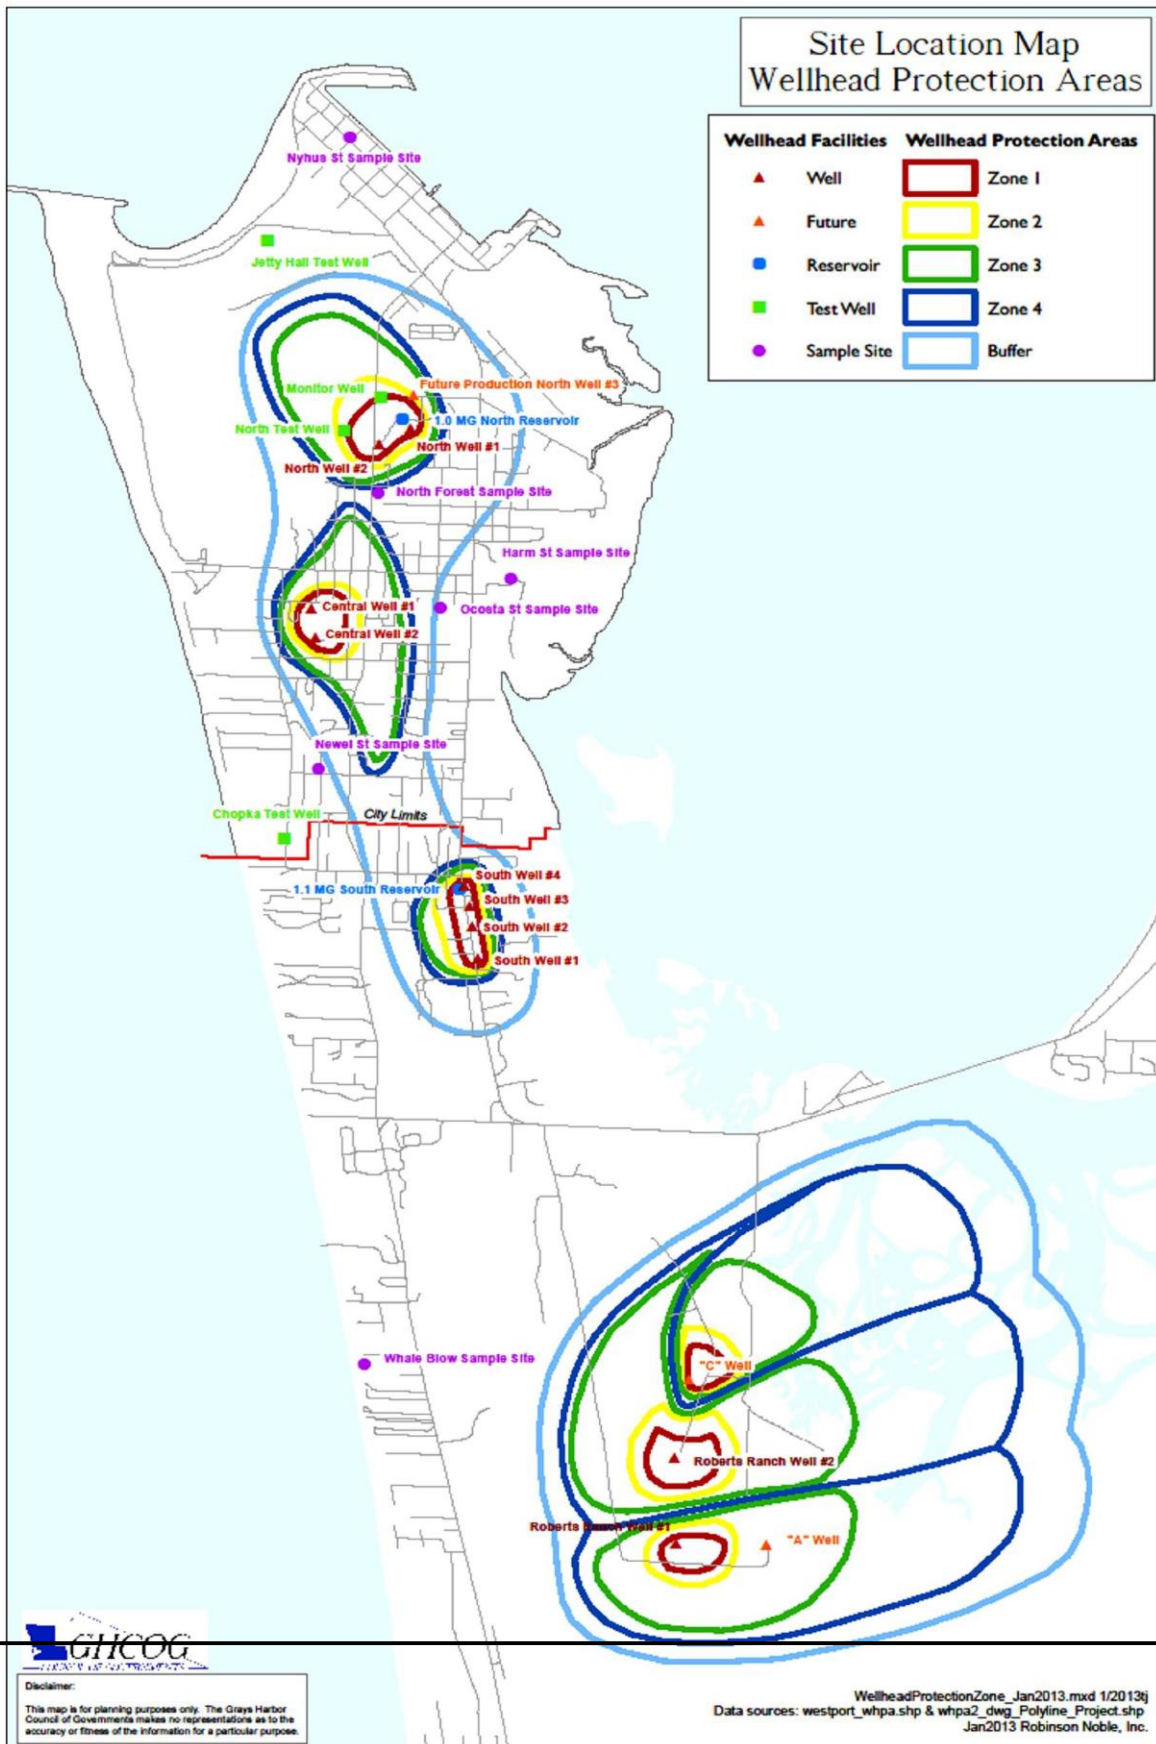 Site Location Map
Wellhead Protection Areas
Wellhead Facilities Wellhead Protection Areas
Well Zone 1
Future Zone 2
Reservoir Zone 3
Test Well Zone 4
Sample Site Buffer
Nyhus St Sample Site
Jetty Hall Test Well
Monitor Well
Future Production North Well #3
North Test Well
1.0 MG North Reservoir
North Well #1
North Well #2
North Forest Sample Site
Harm St Sample Site
Central Well #1
Ocosta St Sample Site
Central Well #2
Newel St Sample Site
Chopka Test Well
City Limits
South Well #4
1.1 MG South Reservoir
South Well #3
South Well #2
South Well #1
Whale Blow Sample Site
"C" Well
Roberts Ranch Well #2
Roberts Ranch Well #1
"A" Well
GHCOG
Disclaimer:
This map is for planning purposes only. The Grays Harbor
Council of Governments makes no representations as to the
accuracy or fitness of the information for a particular purpose.
WellheadProtectionZone_Jan2013.mxd 1/2013tj
Data sources: westport_whpa.shp & whpa2_dwg_Polyline_Project.shp
Jan2013 Robinson Noble, Inc.